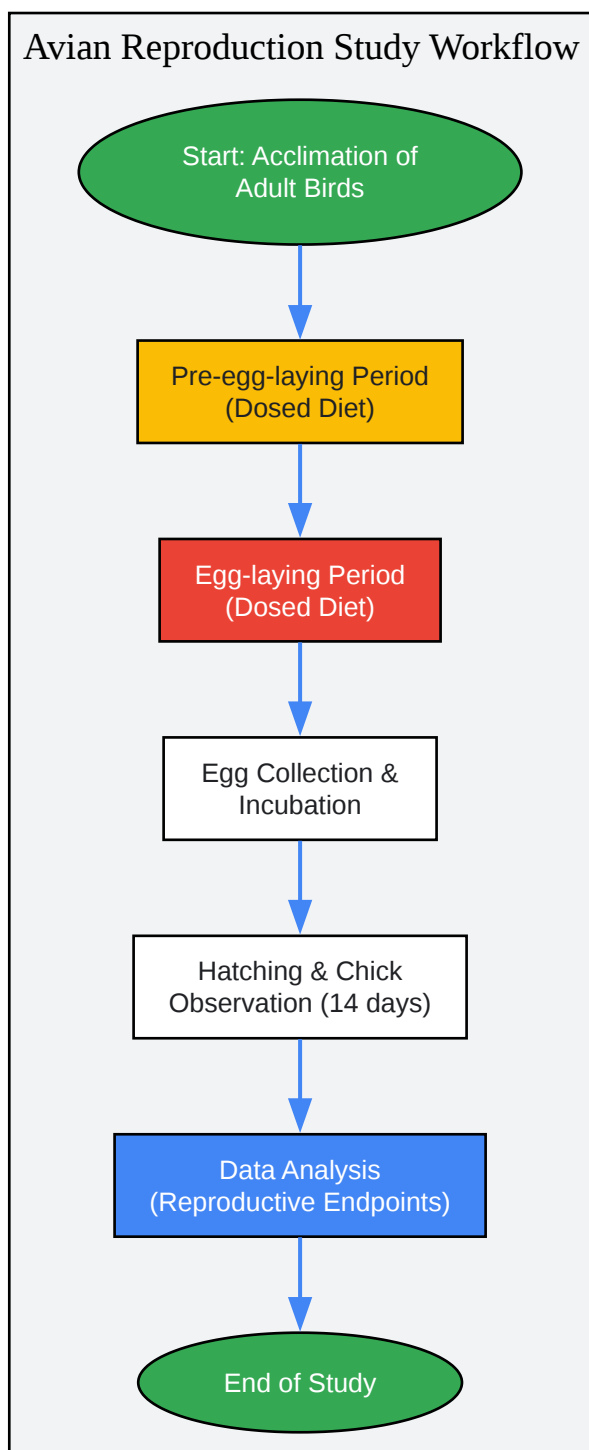 Avian Reproduction Study Workflow
Start: Acclimation of
Adult Birds
Pre-egg-laying Period
(Dosed Diet)
Egg-laying Period
(Dosed Diet)
Egg Collection &
Incubation
Hatching & Chick
Observation (14 days)
Data Analysis
(Reproductive Endpoints)
End of Study